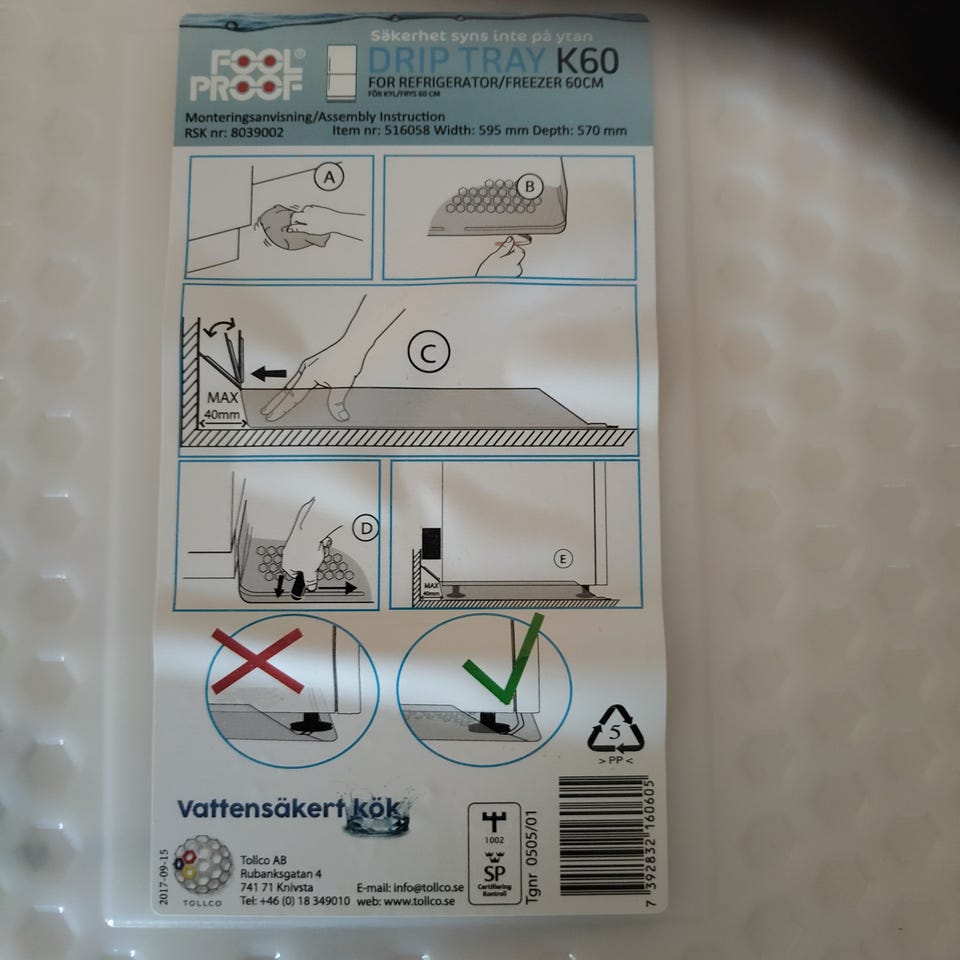 Säkerhet syns inte på ytan
FOOL®
PROOF
DRIP TRAY K60
FOR REFRIGERATOR/FREEZER 60CM
FÖR KYL/FRYS 60 CM
Monteringsanvisning/Assembly Instruction
RSK nr: 8039002 Item nr: 516058 Width: 595 mm Depth: 570 mm
A
B
C
MAX
40mm
D
E
MAX
40mm
5
> PP <
Vattensäkert kök
2017-09-15
TOLLCO
Tollco AB
Rubanksgatan 4
741 71 Knivsta E-mail: info@tollco.se
Tel: +46 (0) 18 349010 web: www.tollco.se
1002
SP
Certifiering
Kontroll
Tgnr 0505/01
7 392832 160605